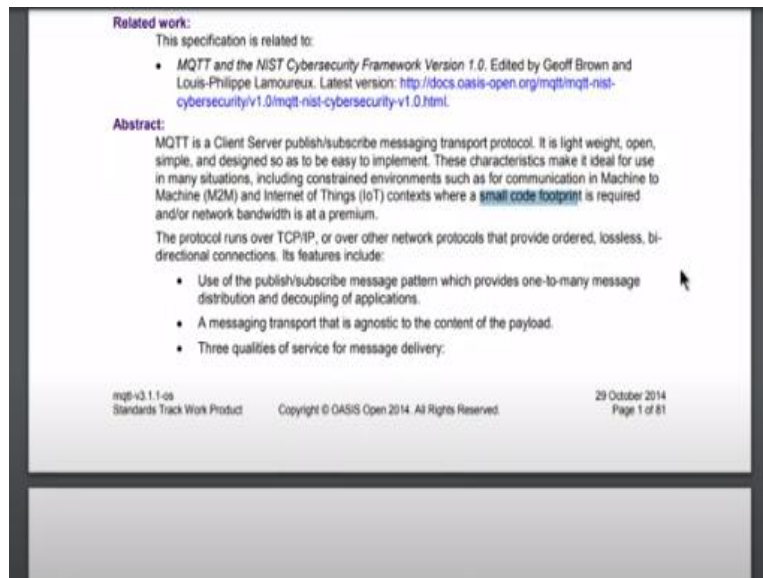 Related work:
This specification is related to:
• MQTT and the NIST Cybersecurity Framework Version 1.0. Edited by Geoff Brown and
Louis-Philippe Lamoureux. Latest version: http://docs.oasis-open.org/mqtt/mqtt-nist-
cybersecurity/v1.0/mqtt-nist-cybersecurity-v1.0.html.
Abstract:
MQTT is a Client Server publish/subscribe messaging transport protocol. It is light weight, open,
simple, and designed so as to be easy to implement. These characteristics make it ideal for use
in many situations, including constrained environments such as for communication in Machine to
Machine (M2M) and Internet of Things (IoT) contexts where a small code footprint is required
and/or network bandwidth is at a premium.
The protocol runs over TCP/IP, or over other network protocols that provide ordered, lossless, bi-
directional connections. Its features include:
• Use of the publish/subscribe message pattern which provides one-to-many message
distribution and decoupling of applications.
• A messaging transport that is agnostic to the content of the payload.
• Three qualities of service for message delivery:
mqtt-v3.1.1-os 29 October 2014
Standards Track Work Product Copyright © OASIS Open 2014. All Rights Reserved. Page 1 of 81